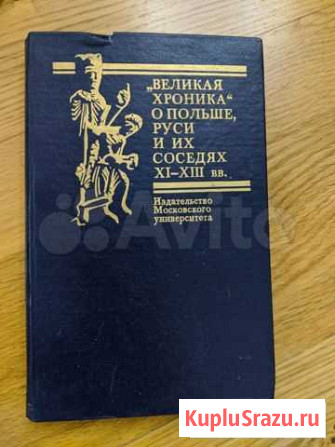 „ВЕЛИКАЯ
ХРОНИКА“
О ПОЛЬШЕ,
РУСИ
И ИХ
СОСЕДЯХ
XI–XIII вв.
Издательство
Московского
университета
Avito
KupluSrazu.ru